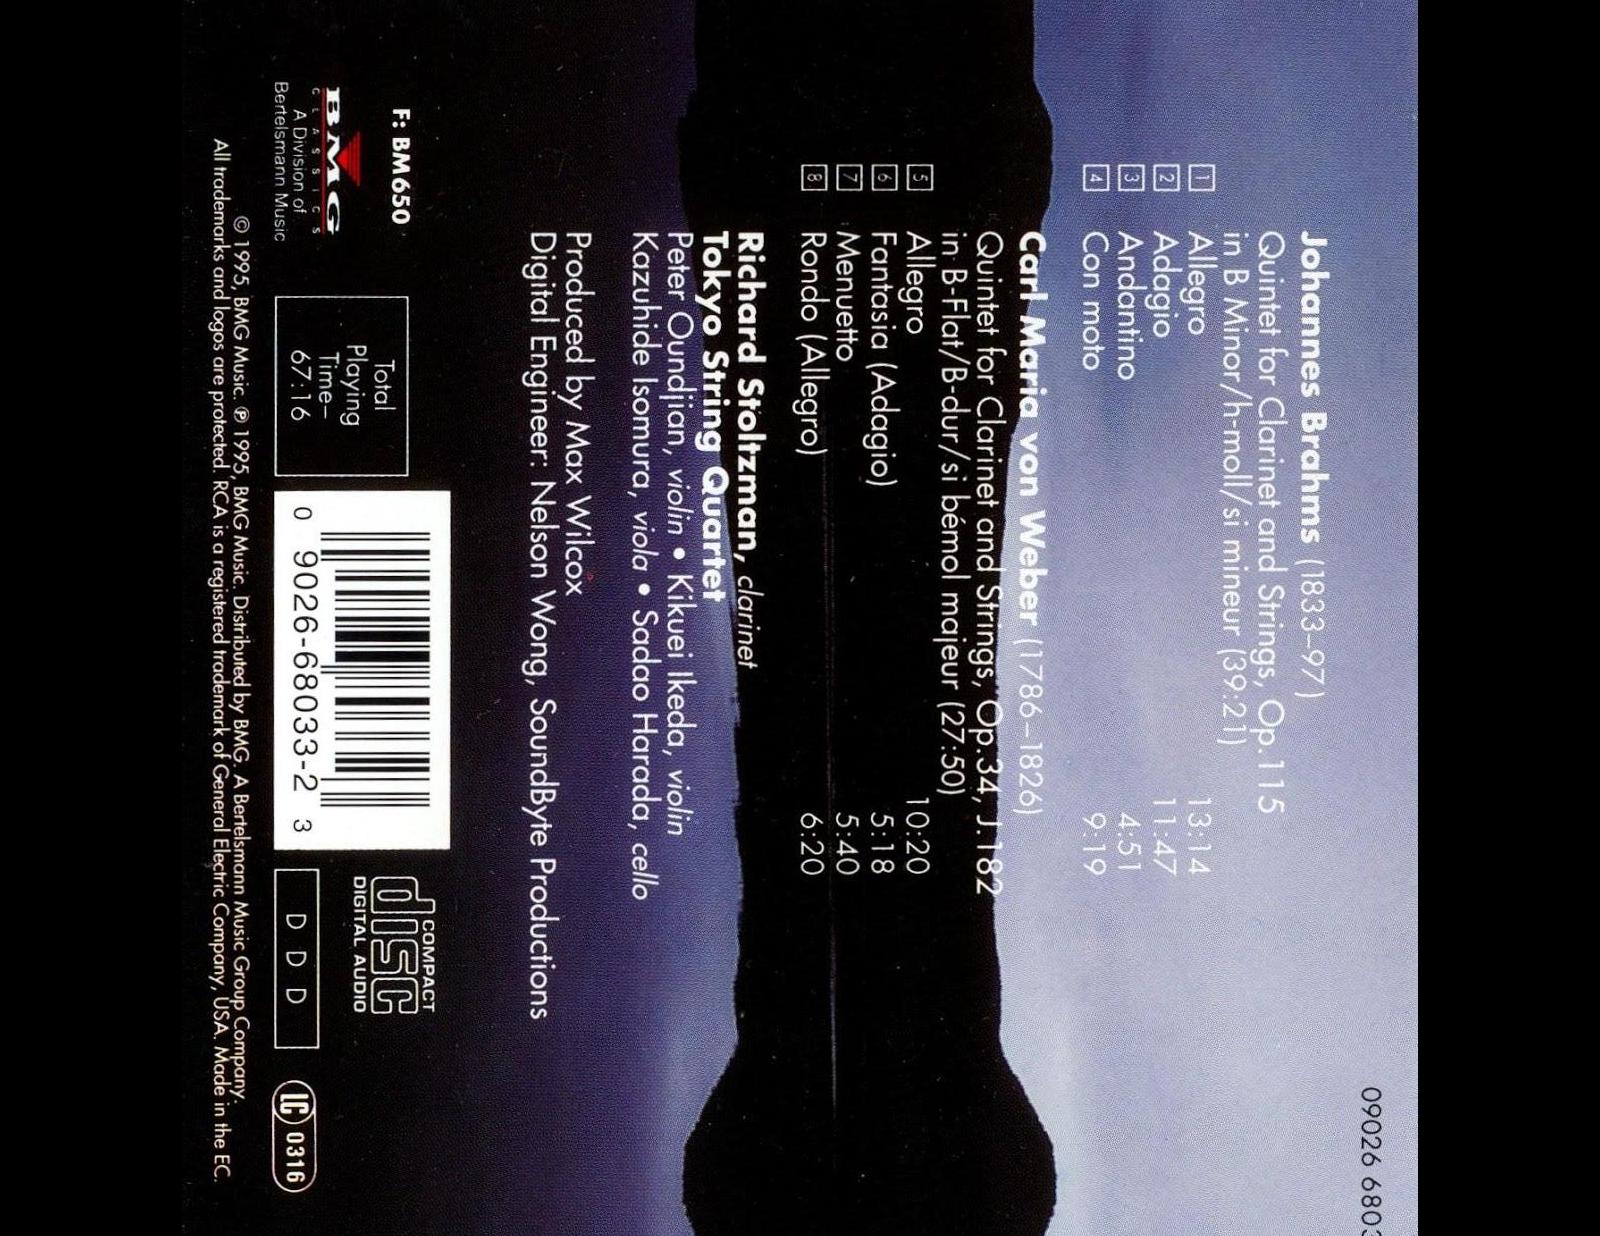 09026 6803
Johannes Brahms (1833–97)
Quintet for Clarinet and Strings, Op.115
in B Minor/h-moll/si mineur (39:21)
1 Allegro 13:14
2 Adagio 11:47
3 Andantino 4:51
4 Con moto 9:19
Carl Maria von Weber (1786–1826)
Quintet for Clarinet and Strings, Op.34, J.182
in B-Flat/B-dur/si bémol majeur (27:50)
5 Allegro 10:20
6 Fantasia (Adagio) 5:18
7 Menuetto 5:40
8 Rondo (Allegro) 6:20
Richard Stoltzman, clarinet
Tokyo String Quartet
Peter Oundjian, violin • Kikuei Ikeda, violin
Kazuhide Isomura, viola • Sadao Harada, cello
Produced by Max Wilcox
Digital Engineer: Nelson Wong, SoundByte Productions
F: BM650
BMG
CLASSICS
A Division of
Bertelsmann Music
Total
Playing
Time–
67:16
0 9026-68033-2 3
COMPACT
disc
DIGITAL AUDIO
D D D
LC 0316
© 1995, BMG Music. ℗ 1995, BMG Music. Distributed by BMG. A Bertelsmann Music Group Company.
All trademarks and logos are protected. RCA is a registered trademark of General Electric Company, USA. Made in the EC.